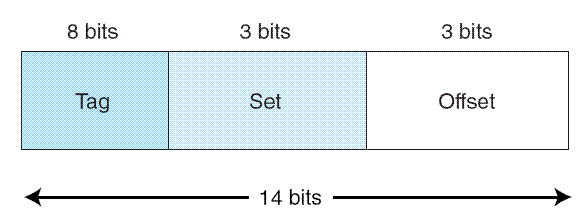 8 bits 3 bits 3 bits
Tag Set Offset
14 bits